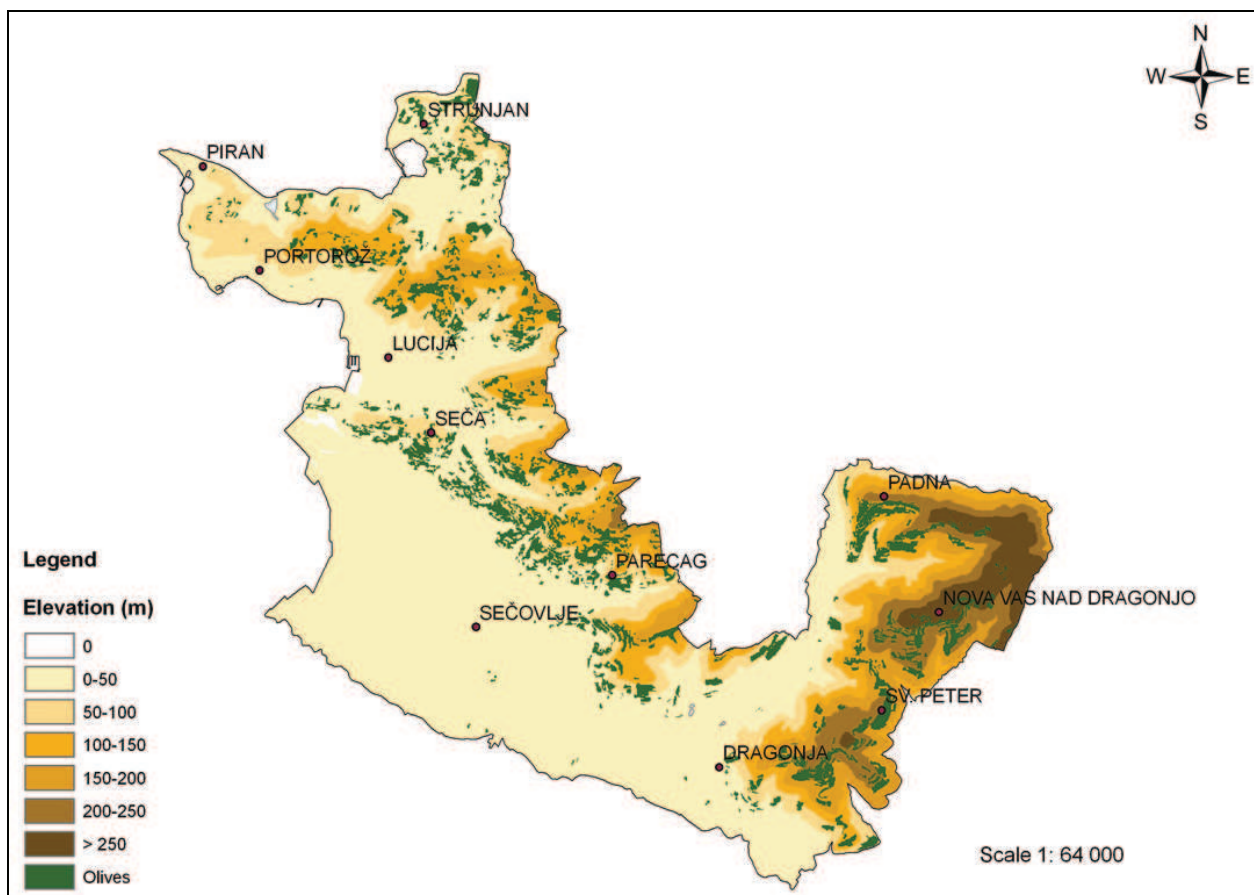 N
W E
S
STRUNJAN
PIRAN
PORTOROŽ
LUCIJA
SEČA
PADNA
PARECAG
NOVA VAS NAD DRAGONJO
SEČOVLJE
SV. PETER
DRAGONJA
Legend
Elevation (m)
0
0-50
50-100
100-150
150-200
200-250
> 250
Olives
Scale 1: 64 000